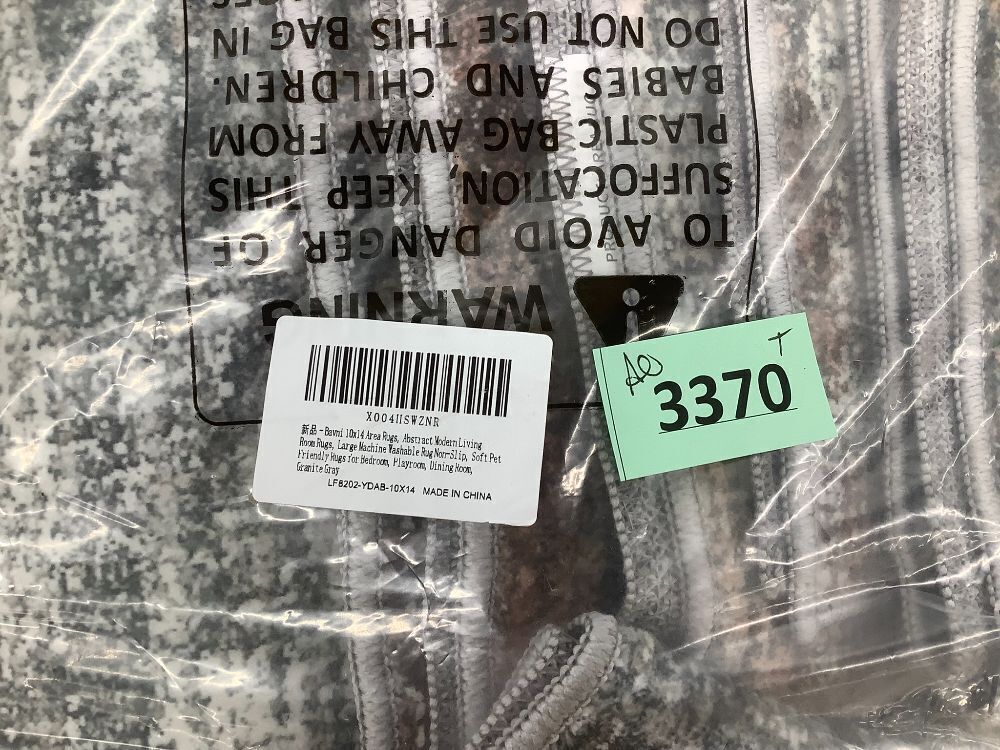 WARNING
TO AVOID DANGER OF
SUFFOCATION, KEEP THIS
PLASTIC BAG AWAY FROM
BABIES AND CHILDREN.
DO NOT USE THIS BAG IN
X004HSWZNR
新品 - Bavni 10x14 Area Rugs, Abstract Modern Living
Room Rugs, Large Machine Washable Rug Non-Slip, Soft Pet
Friendly Rugs for Bedroom, Playroom, Dining Room,
Granite Gray
LF8202-YDAB-10X14 MADE IN CHINA
3370